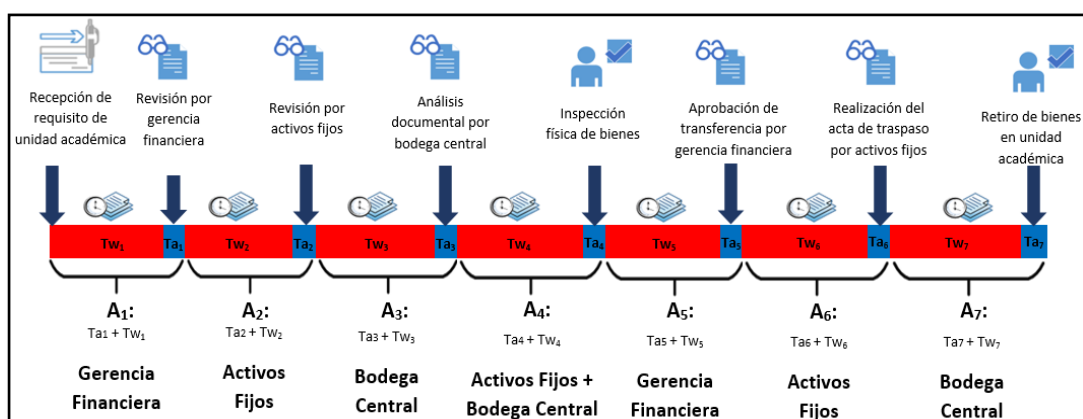 Recepción de
requisito de
unidad académica
Revisión por
gerencia
financiera
Revisión por
activos fijos
Análisis
documental por
bodega central
Inspección
física de bienes
Aprobación de
transferencia por
gerencia financiera
Realización del
acta de traspaso
por activos fijos
Retiro de bienes
en unidad
académica
Tw₁ Ta₁ Tw₂ Ta₂ Tw₃ Ta₃ Tw₄ Ta₄ Tw₅ Ta₅ Tw₆ Ta₆ Tw₇ Ta₇
A₁:
Ta₁ + Tw₁
Gerencia
Financiera
A₂:
Ta₂ + Tw₂
Activos
Fijos
A₃:
Ta₃ + Tw₃
Bodega
Central
A₄:
Ta₄ + Tw₄
Activos Fijos +
Bodega Central
A₅:
Ta₅ + Tw₅
Gerencia
Financiera
A₆:
Ta₆ + Tw₆
Activos
Fijos
A₇:
Ta₇ + Tw₇
Bodega
Central